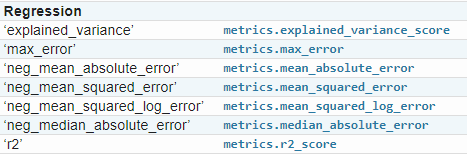 Regression
‘explained_variance’ metrics.explained_variance_score
‘max_error’ metrics.max_error
‘neg_mean_absolute_error’ metrics.mean_absolute_error
‘neg_mean_squared_error’ metrics.mean_squared_error
‘neg_mean_squared_log_error’ metrics.mean_squared_log_error
‘neg_median_absolute_error’ metrics.median_absolute_error
‘r2’ metrics.r2_score